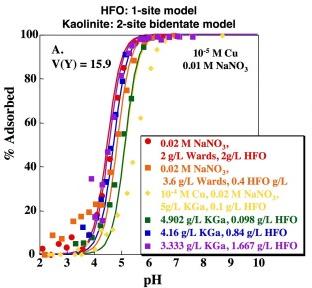 HFO: 1-site model
Kaolinite: 2-site bidentate model
A.
V(Y) = 15.9
10-5 M Cu
0.01 M NaNO3
% Adsorbed
100
80
60
40
20
0
0.02 M NaNO3,
2 g/L Wards, 2g/L HFO
0.02 M NaNO3,
3.6 g/L Wards, 0.4 HFO g/L
10-4 M Cu, 0.02 M NaNO3,
5g/L KGa, 0.1 g/L HFO
4.902 g/L KGa, 0.098 g/L HFO
4.16 g/L KGa, 0.84 g/L HFO
3.333 g/L KGa, 1.667 g/L HFO
2 3 4 5 6 7 8 9 10
pH